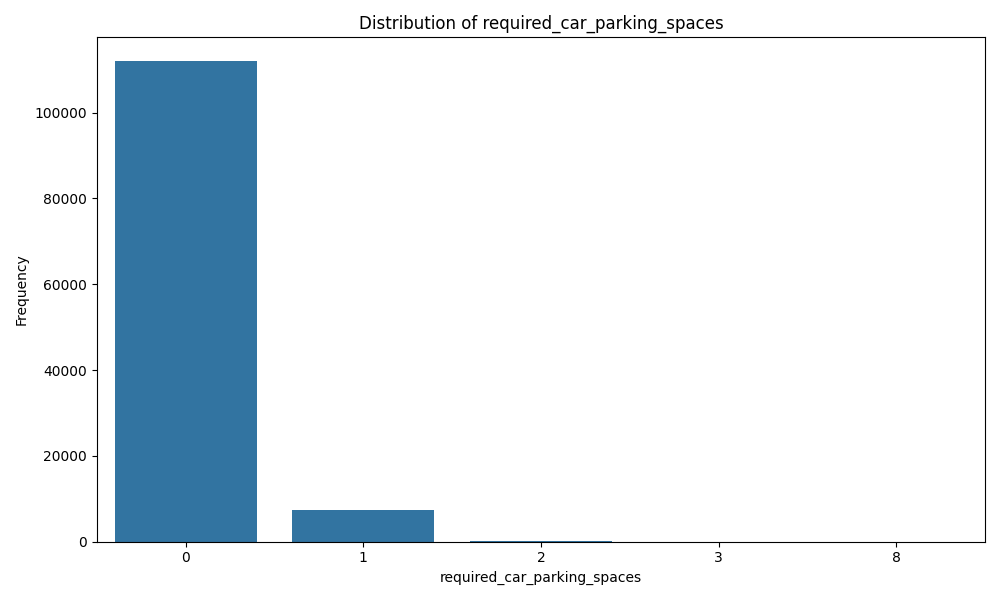 Distribution of required_car_parking_spaces
100000
80000
60000
40000
20000
0
Frequency
0 1 2 3 8
required_car_parking_spaces